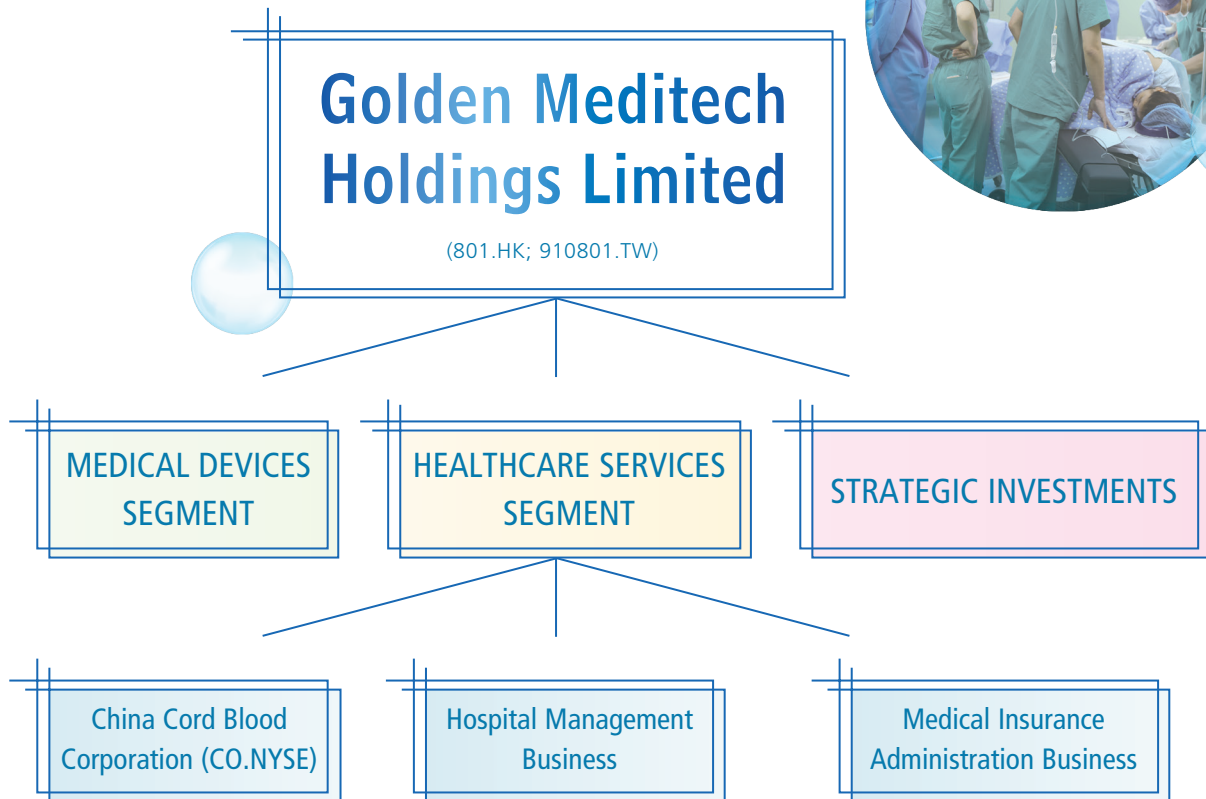 Golden Meditech
Holdings Limited
(801.HK; 910801.TW)
MEDICAL DEVICES
SEGMENT
HEALTHCARE SERVICES
SEGMENT
STRATEGIC INVESTMENTS
China Cord Blood
Corporation (CO.NYSE)
Hospital Management
Business
Medical Insurance
Administration Business